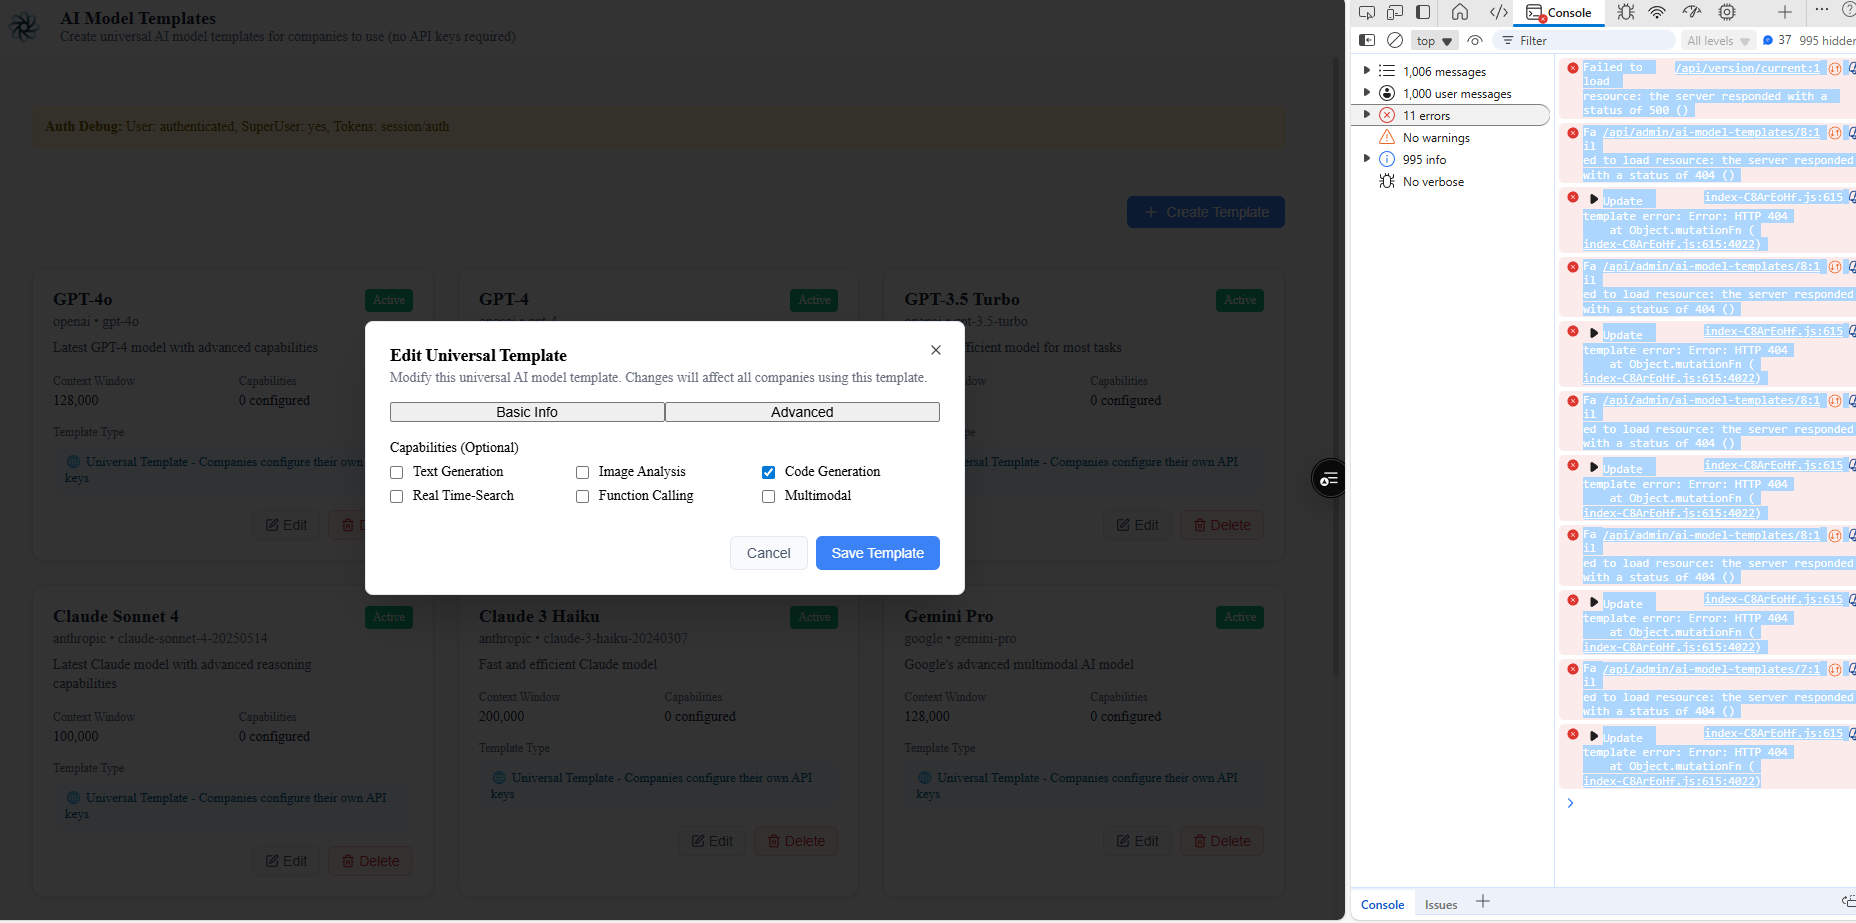 AI Model Templates
Create universal AI model templates for companies to use (no API keys required)
Auth Debug: User: authenticated, SuperUser: yes, Tokens: session/auth
+ Create Template
GPT-4o
Active
openai • gpt-4o
Latest GPT-4 model with advanced capabilities
Context Window
Capabilities
128,000
0 configured
Template Type
Universal Template - Companies configure their own
keys
Edit
GPT-4
Active
GPT-3.5 Turbo
Active
gpt-3.5-turbo
model for most tasks
Capabilities
0 configured
Template - Companies configure their own API
Edit
Delete
Edit Universal Template
Modify this universal AI model template. Changes will affect all companies using this template.
Basic Info
Advanced
Capabilities (Optional)
Text Generation
Image Analysis
Code Generation
Real Time-Search
Function Calling
Multimodal
Cancel
Save Template
Claude Sonnet 4
Active
anthropic • claude-sonnet-4-20250514
Latest Claude model with advanced reasoning
capabilities
Context Window
Capabilities
100,000
0 configured
Template Type
Universal Template - Companies configure their own API
keys
Edit
Delete
Claude 3 Haiku
Active
anthropic • claude-3-haiku-20240307
Fast and efficient Claude model
Context Window
Capabilities
200,000
0 configured
Template Type
Universal Template - Companies configure their own API
keys
Edit
Delete
Gemini Pro
Active
google • gemini-pro
Google's advanced multimodal AI model
Context Window
Capabilities
128,000
0 configured
Template Type
Universal Template - Companies configure their own API
keys
Edit
Delete
Console
top
Filter
All levels
37
995 hidden
1,006 messages
1,000 user messages
11 errors
No warnings
995 info
No verbose
Failed to /api/version/current:1
load
resource: the server responded with a
status of 500 ()
Fa /api/admin/ai-model-templates/8:1
il
ed to load resource: the server responded
with a status of 404 ()
Update index-C8ArEoHf.js:615
template error: Error: HTTP 404
at Object.mutationFn (
index-C8ArEoHf.js:615:4022)
Fa /api/admin/ai-model-templates/8:1
il
ed to load resource: the server responded
with a status of 404 ()
Update index-C8ArEoHf.js:615
template error: Error: HTTP 404
at Object.mutationFn (
index-C8ArEoHf.js:615:4022)
Fa /api/admin/ai-model-templates/8:1
il
ed to load resource: the server responded
with a status of 404 ()
Update index-C8ArEoHf.js:615
template error: Error: HTTP 404
at Object.mutationFn (
index-C8ArEoHf.js:615:4022)
Fa /api/admin/ai-model-templates/8:1
il
ed to load resource: the server responded
with a status of 404 ()
Update index-C8ArEoHf.js:615
template error: Error: HTTP 404
at Object.mutationFn (
index-C8ArEoHf.js:615:4022)
Fa /api/admin/ai-model-templates/7:1
il
ed to load resource: the server responded
with a status of 404 ()
Update index-C8ArEoHf.js:615
template error: Error: HTTP 404
at Object.mutationFn (
index-C8ArEoHf.js:615:4022)
Console
Issues